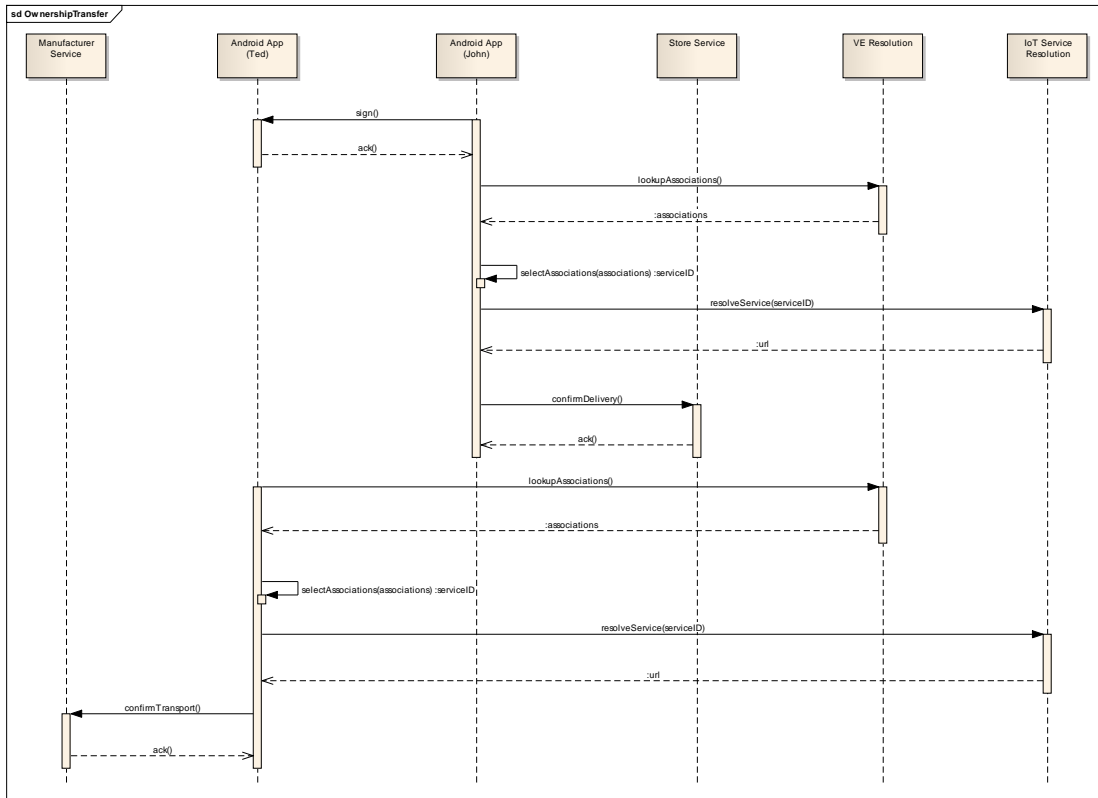 sd OwnershipTransfer
Manufacturer
Service
Android App
(Ted)
Android App
(John)
Store Service
VE Resolution
IoT Service
Resolution
sign()
ack()
lookupAssociations()
:associations
selectAssociations(associations) :serviceID
resolveService(serviceID)
:url
confirmDelivery()
ack()
lookupAssociations()
:associations
selectAssociations(associations) :serviceID
resolveService(serviceID)
:url
confirmTransport()
ack()